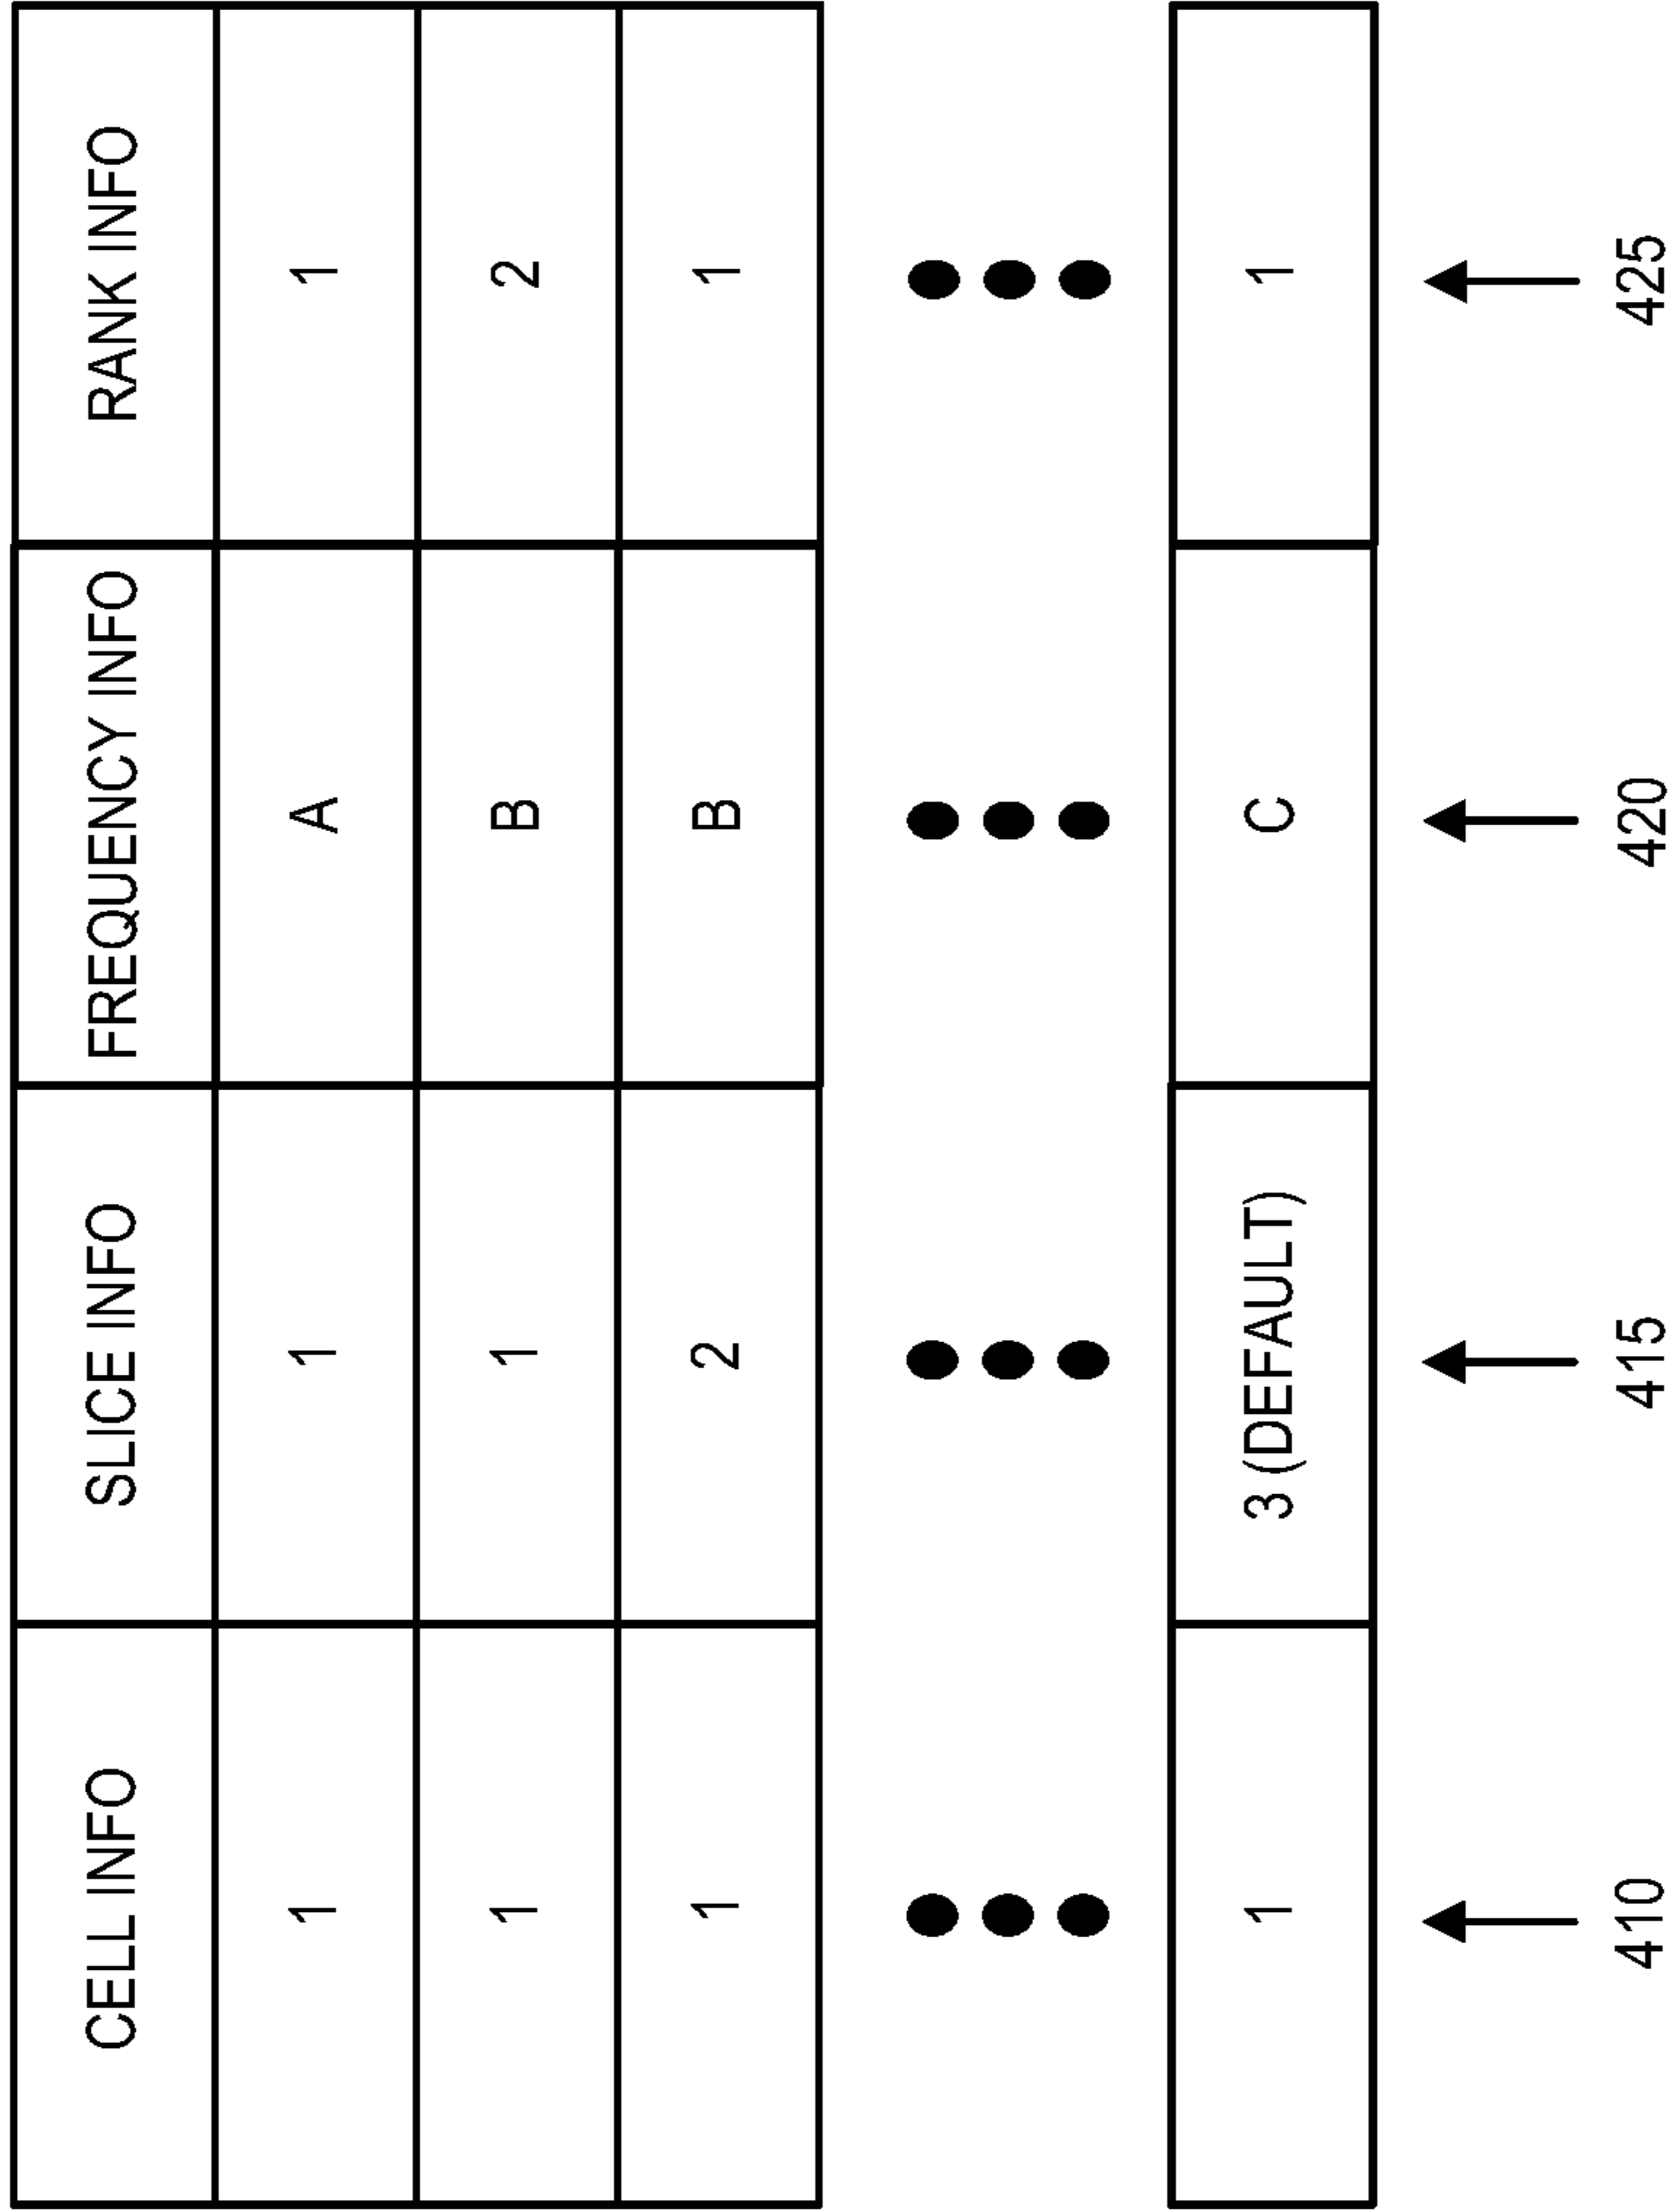 CELL INFO SLICE INFO FREQUENCY INFO RANK INFO
1 1 A 1
1 1 B 2
1 2 B 1
1 3 (DEFAULT) C 1
410 415 420 425